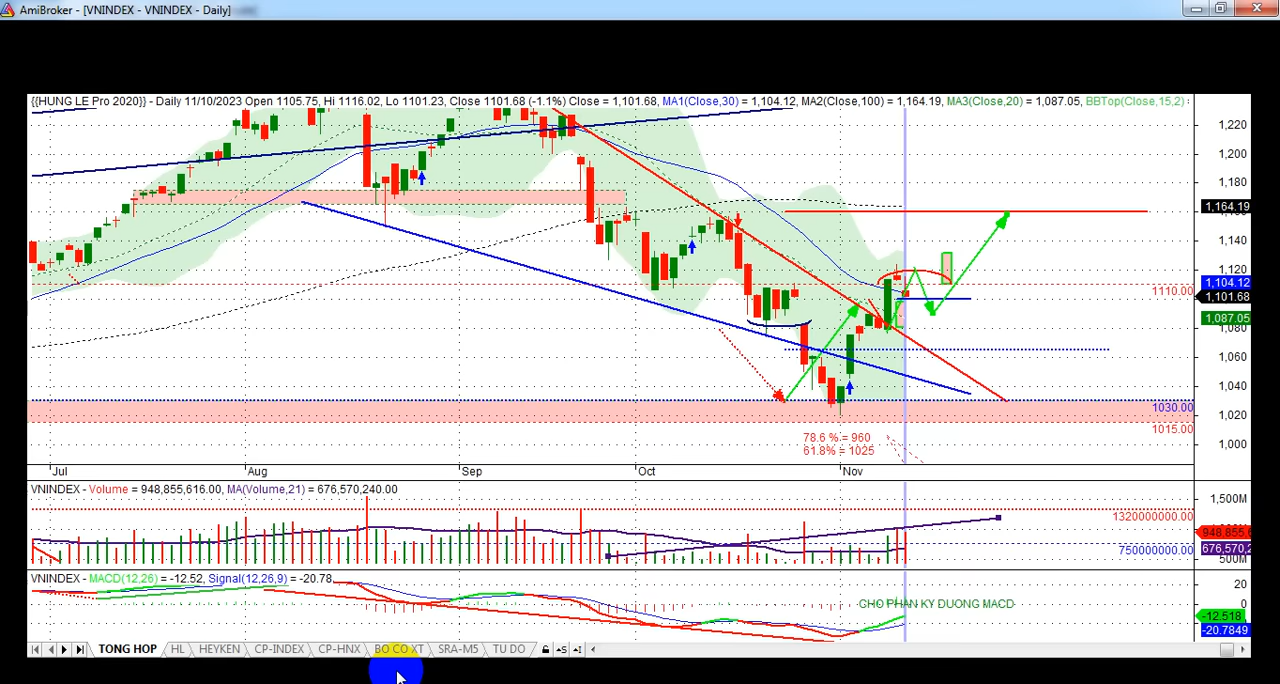 AmiBroker - [VNINDEX - VNINDEX - Daily]
{{HUNG LE Pro 2020}} - Daily 11/10/2023 Open 1105.75, Hi 1116.02, Lo 1101.23, Close 1101.68 (-1.1%) Close = 1,101.68, MA1(Close,30) = 1,104.12, MA2(Close,100) = 1,164.19, MA3(Close,20) = 1,087.05, BBTop(Close,15,2)
1,220
1,200
1,180
1,164.19
1,140
1,120
1110.00
1,104.12
1,101.68
1,087.05
1,080
1,060
1,040
1030.00
1,020
1015.00
78.6 % = 960
61.8% = 1025
1,000
Jul Aug Sep Oct Nov
VNINDEX - Volume = 948,855,616.00, MA(Volume,21) = 676,570,240.00
1,500M
1320000000.00
948,855,6
750000000.00
676,570,2
500M
VNINDEX - MACD(12,26) = -12.52, Signal(12,26,9) = -20.78
20
CHO PHAN KY DUONG MACD
0
-12.518
-20.7849
TONG HOP HL HEYKEN CP-INDEX CP-HNX BO CO XT SRA-M5 TU DO